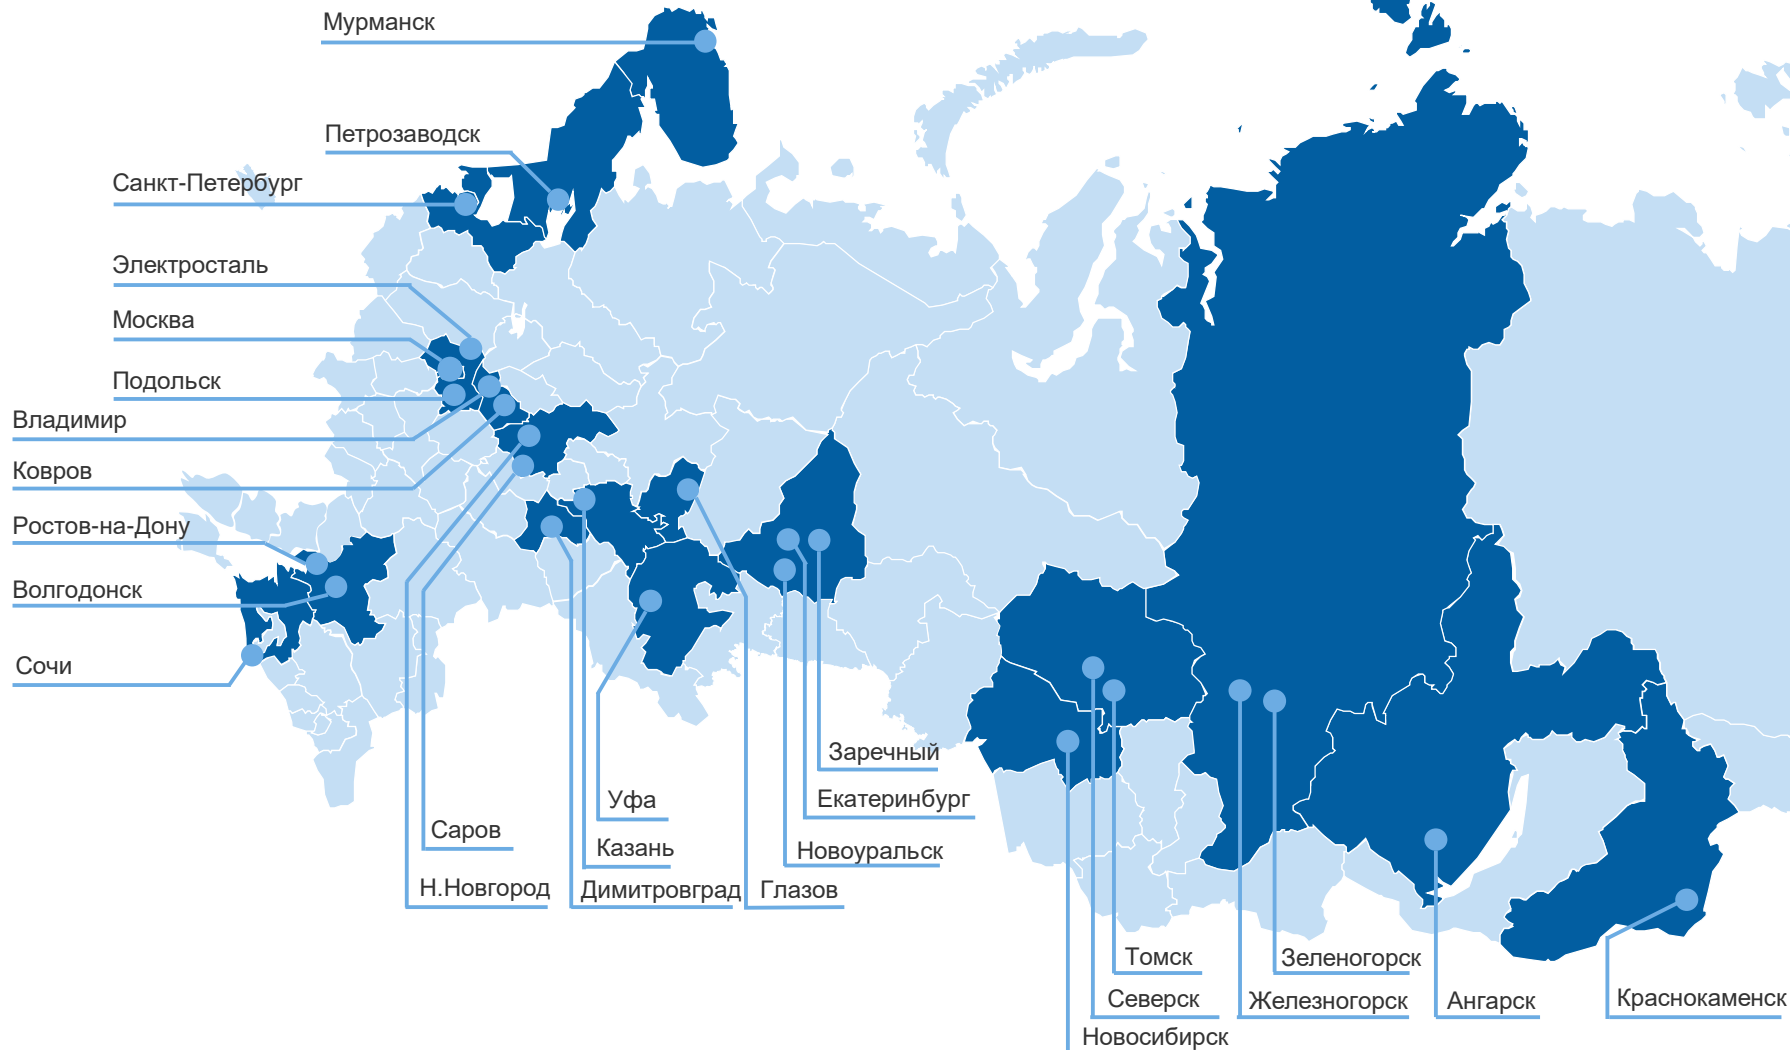 Мурманск
Петрозаводск
Санкт-Петербург
Электросталь
Москва
Подольск
Владимир
Ковров
Ростов-на-Дону
Волгодонск
Сочи
Заречный
Уфа
Екатеринбург
Саров
Казань
Новоуральск
Н.Новгород
Димитровград
Глазов
Томск
Зеленогорск
Северск
Железногорск
Ангарск
Краснокаменск
Новосибирск